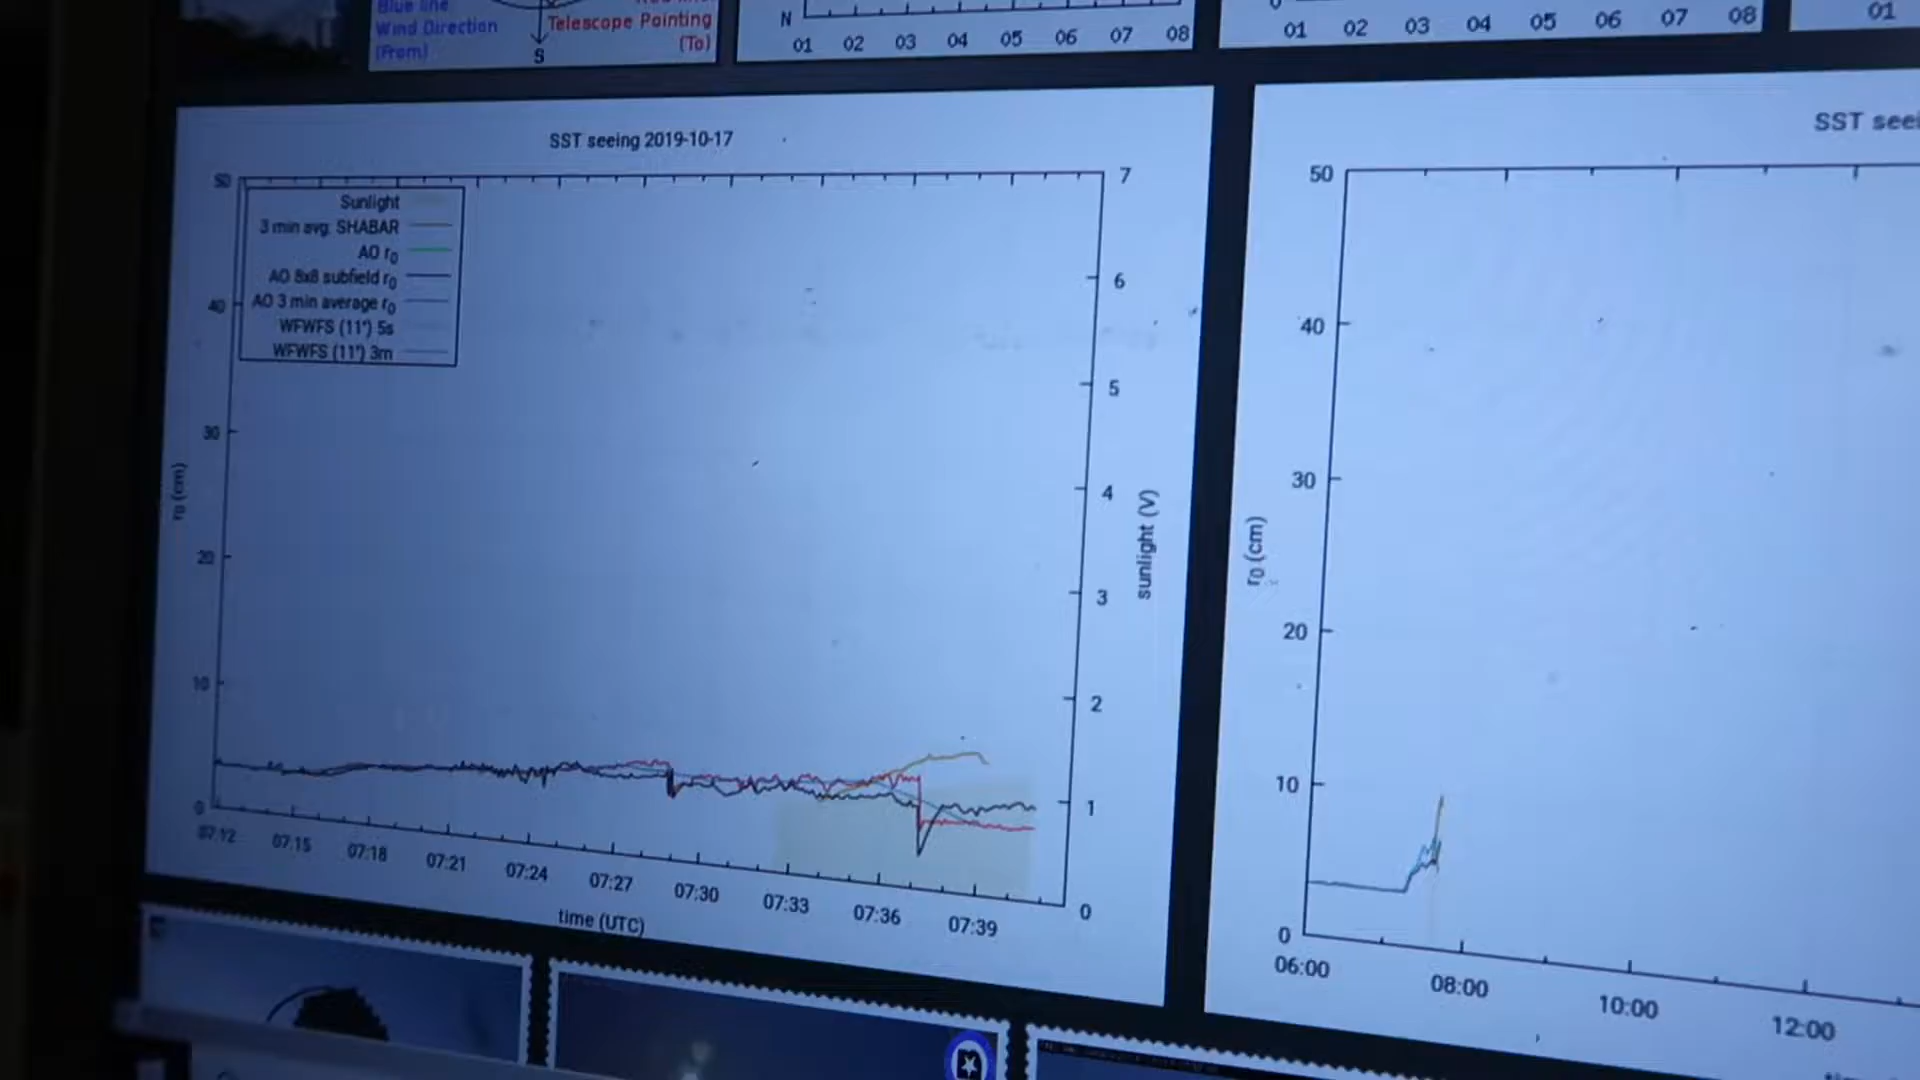 Blue line
Wind Direction
(From)
S
Telescope Pointing
(To)
N
01 02 03 04 05 06 07 08
0
01 02 03 04 05 06 07 08
01
SST seeing 2019-10-17
50
40
30
20
10
0
r0 (cm)
Sunlight
3 min avg. SHABAR
AO r0
AO 8x8 subfield r0
AO 3 min average r0
WFWFS (11") 5s
WFWFS (11") 3m
7
6
5
4
3
2
1
0
sunlight (V)
07:12 07:15 07:18 07:21 07:24 07:27 07:30 07:33 07:36 07:39
time (UTC)
SST seei
50
40
30
20
10
0
r0 (cm)
06:00 08:00 10:00 12:00